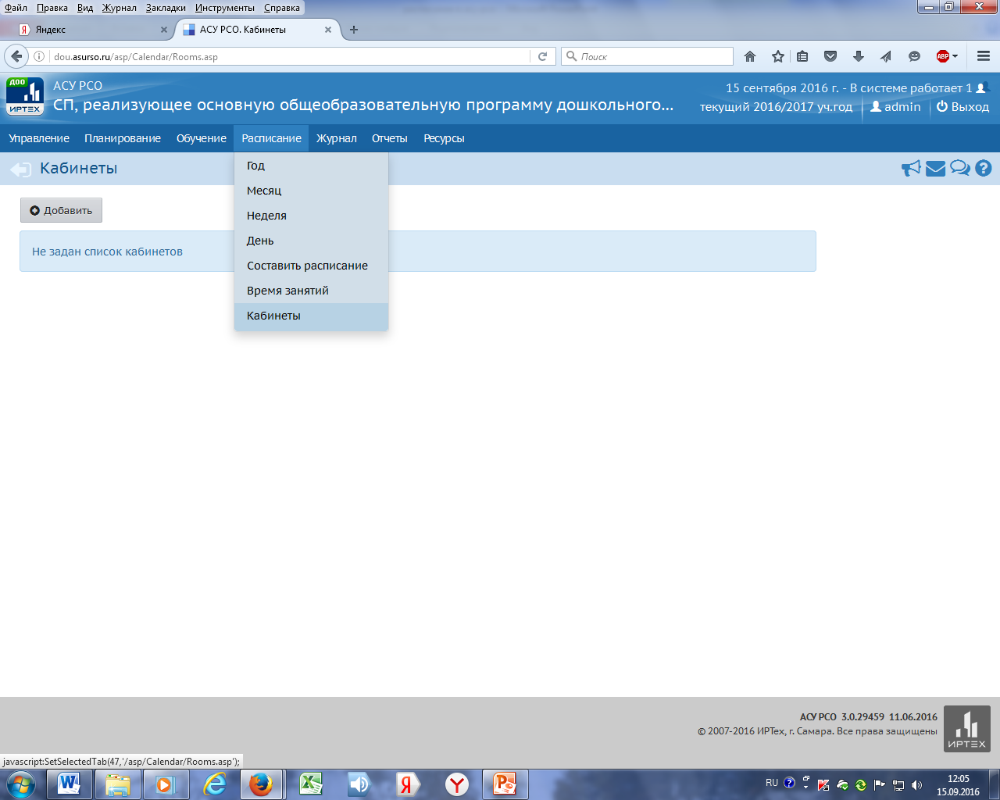 Файл Правка Вид Журнал Закладки Инструменты Справка
Яндекс
АСУ РСО. Кабинеты
dou.asurso.ru/asp/Calendar/Rooms.asp
Поиск
ABP
ДОО
ИРТЕХ
АСУ РСО
СП, реализующее основную общеобразовательную программу дошкольного...
15 сентября 2016 г. - В системе работает 1
текущий 2016/2017 уч.год
admin
Выход
Управление Планирование Обучение Расписание Журнал Отчеты Ресурсы
Кабинеты
Год
Месяц
Неделя
День
Составить расписание
Время занятий
Кабинеты
Добавить
Не задан список кабинетов
АСУ РСО 3.0.29459 11.06.2016
© 2007-2016 ИРТех, г. Самара. Все права защищены
ИРТЕХ
javascript:SetSelectedTab(47,'/asp/Calendar/Rooms.asp');
RU
12:05
15.09.2016